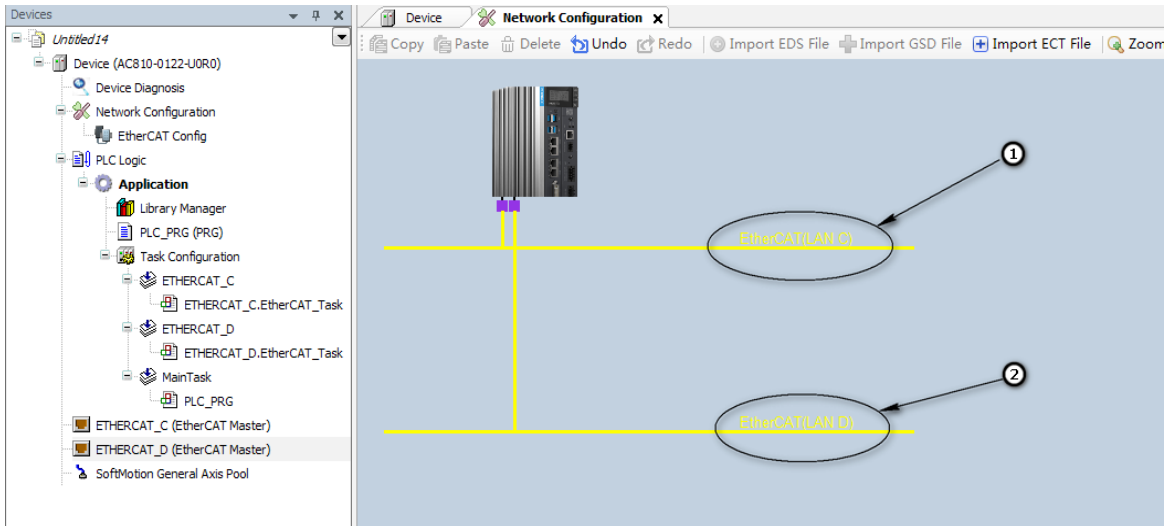 Devices
Untitled14
Device (AC810-0122-U0R0)
Device Diagnosis
Network Configuration
EtherCAT Config
PLC Logic
Application
Library Manager
PLC_PRG (PRG)
Task Configuration
ETHERCAT_C
ETHERCAT_C.EtherCAT_Task
ETHERCAT_D
ETHERCAT_D.EtherCAT_Task
MainTask
PLC_PRG
ETHERCAT_C (EtherCAT Master)
ETHERCAT_D (EtherCAT Master)
SoftMotion General Axis Pool
Device Network Configuration
Copy Paste Delete Undo Redo Import EDS File Import GSD File Import ECT File Zoom
1
EtherCAT(LAN C)
2
EtherCAT(LAN D)